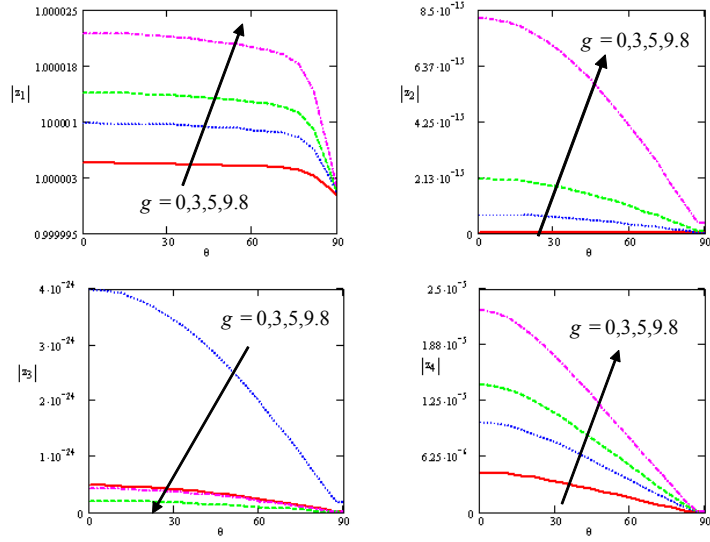 1.000025
1.000018
1.00001
1.000003
0.999995
|z₁|
g = 0,3,5,9.8
0 30 60 90
θ
8.5·10⁻¹³
6.37·10⁻¹³
4.25·10⁻¹³
2.13·10⁻¹³
0
|z₂|
g = 0,3,5,9.8
0 30 60 90
θ
4·10⁻²⁴
3·10⁻²⁴
2·10⁻²⁴
1·10⁻²⁴
0
|z₃|
g = 0,3,5,9.8
0 30 60 90
θ
2.5·10⁻⁵
1.88·10⁻⁵
1.25·10⁻⁵
6.25·10⁻⁶
0
|z₄|
g = 0,3,5,9.8
0 30 60 90
θ